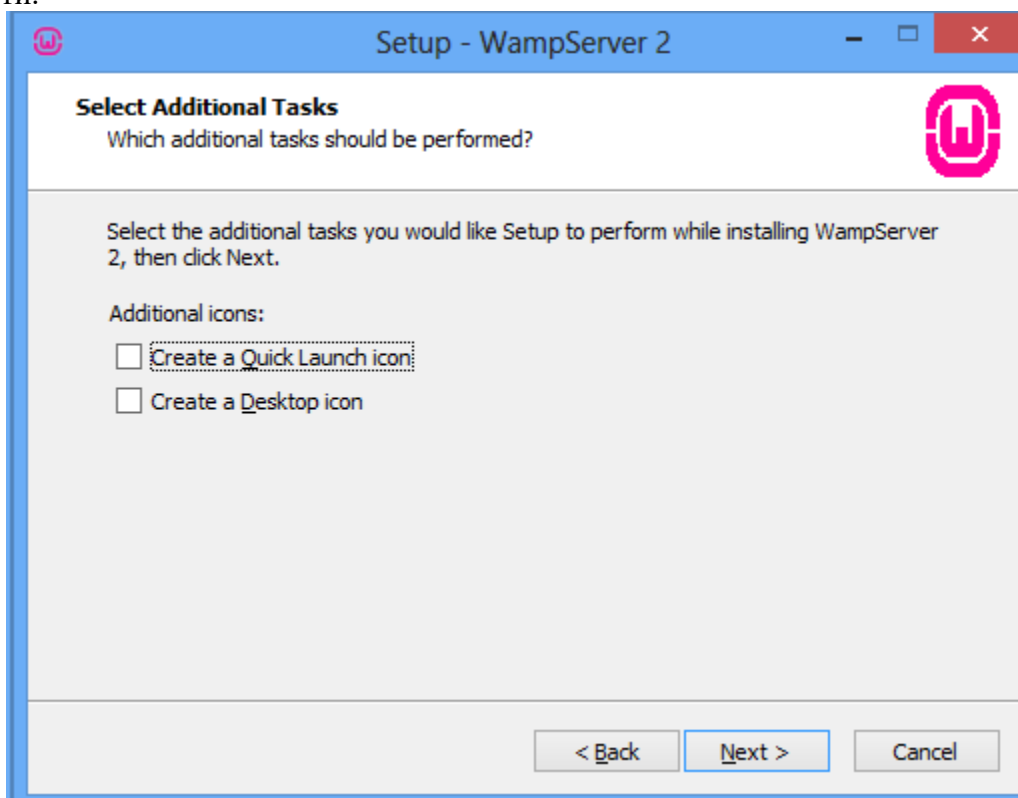 Setup - WampServer 2
Select Additional Tasks
Which additional tasks should be performed?
Select the additional tasks you would like Setup to perform while installing WampServer
2, then click Next.
Additional icons:
Create a Quick Launch icon
Create a Desktop icon
< Back Next > Cancel